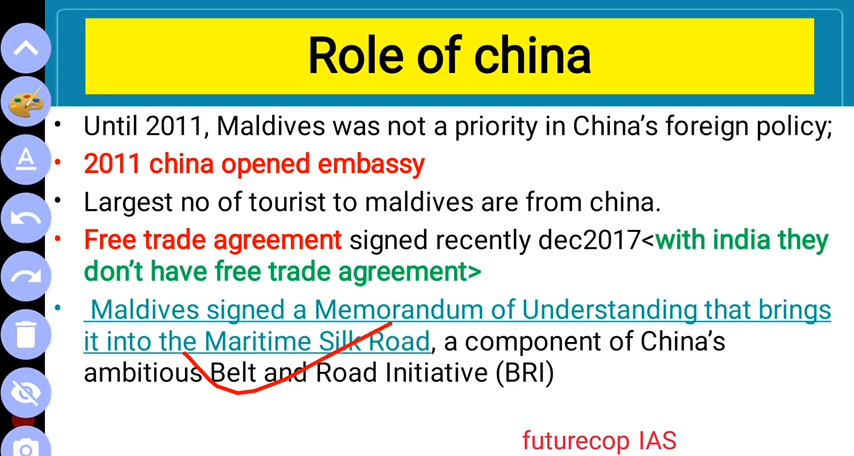 Role of china
• Until 2011, Maldives was not a priority in China's foreign policy;
• 2011 china opened embassy
• Largest no of tourist to maldives are from china.
• Free trade agreement signed recently dec2017<with india they
don't have free trade agreement>
• Maldives signed a Memorandum of Understanding that brings
it into the Maritime Silk Road, a component of China's
ambitious Belt and Road Initiative (BRI)
futurecop IAS